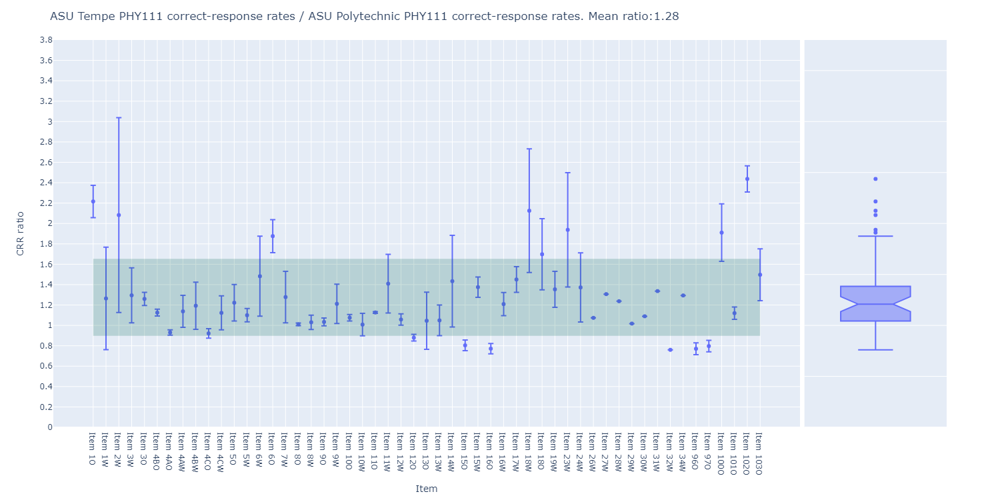 ASU Tempe PHY111 correct-response rates / ASU Polytechnic PHY111 correct-response rates. Mean ratio:1.28
CRR ratio
3.8
3.6
3.4
3.2
3
2.8
2.6
2.4
2.2
2
1.8
1.6
1.4
1.2
1
0.8
0.6
0.4
0.2
0
Item 1O
Item 1W
Item 2W
Item 3W
Item 3O
Item 4BO
Item 4AO
Item 4AW
Item 4BW
Item 4CO
Item 4CW
Item 5O
Item 5W
Item 6W
Item 6O
Item 7W
Item 8O
Item 8W
Item 9O
Item 9W
Item 10O
Item 10W
Item 11O
Item 11W
Item 12W
Item 12O
Item 13O
Item 13W
Item 14W
Item 15O
Item 15W
Item 16O
Item 16W
Item 17W
Item 18W
Item 18O
Item 19W
Item 23W
Item 24W
Item 26W
Item 27W
Item 28W
Item 29W
Item 30W
Item 31W
Item 32W
Item 34W
Item 96O
Item 97O
Item 100O
Item 101O
Item 102O
Item 103O
Item